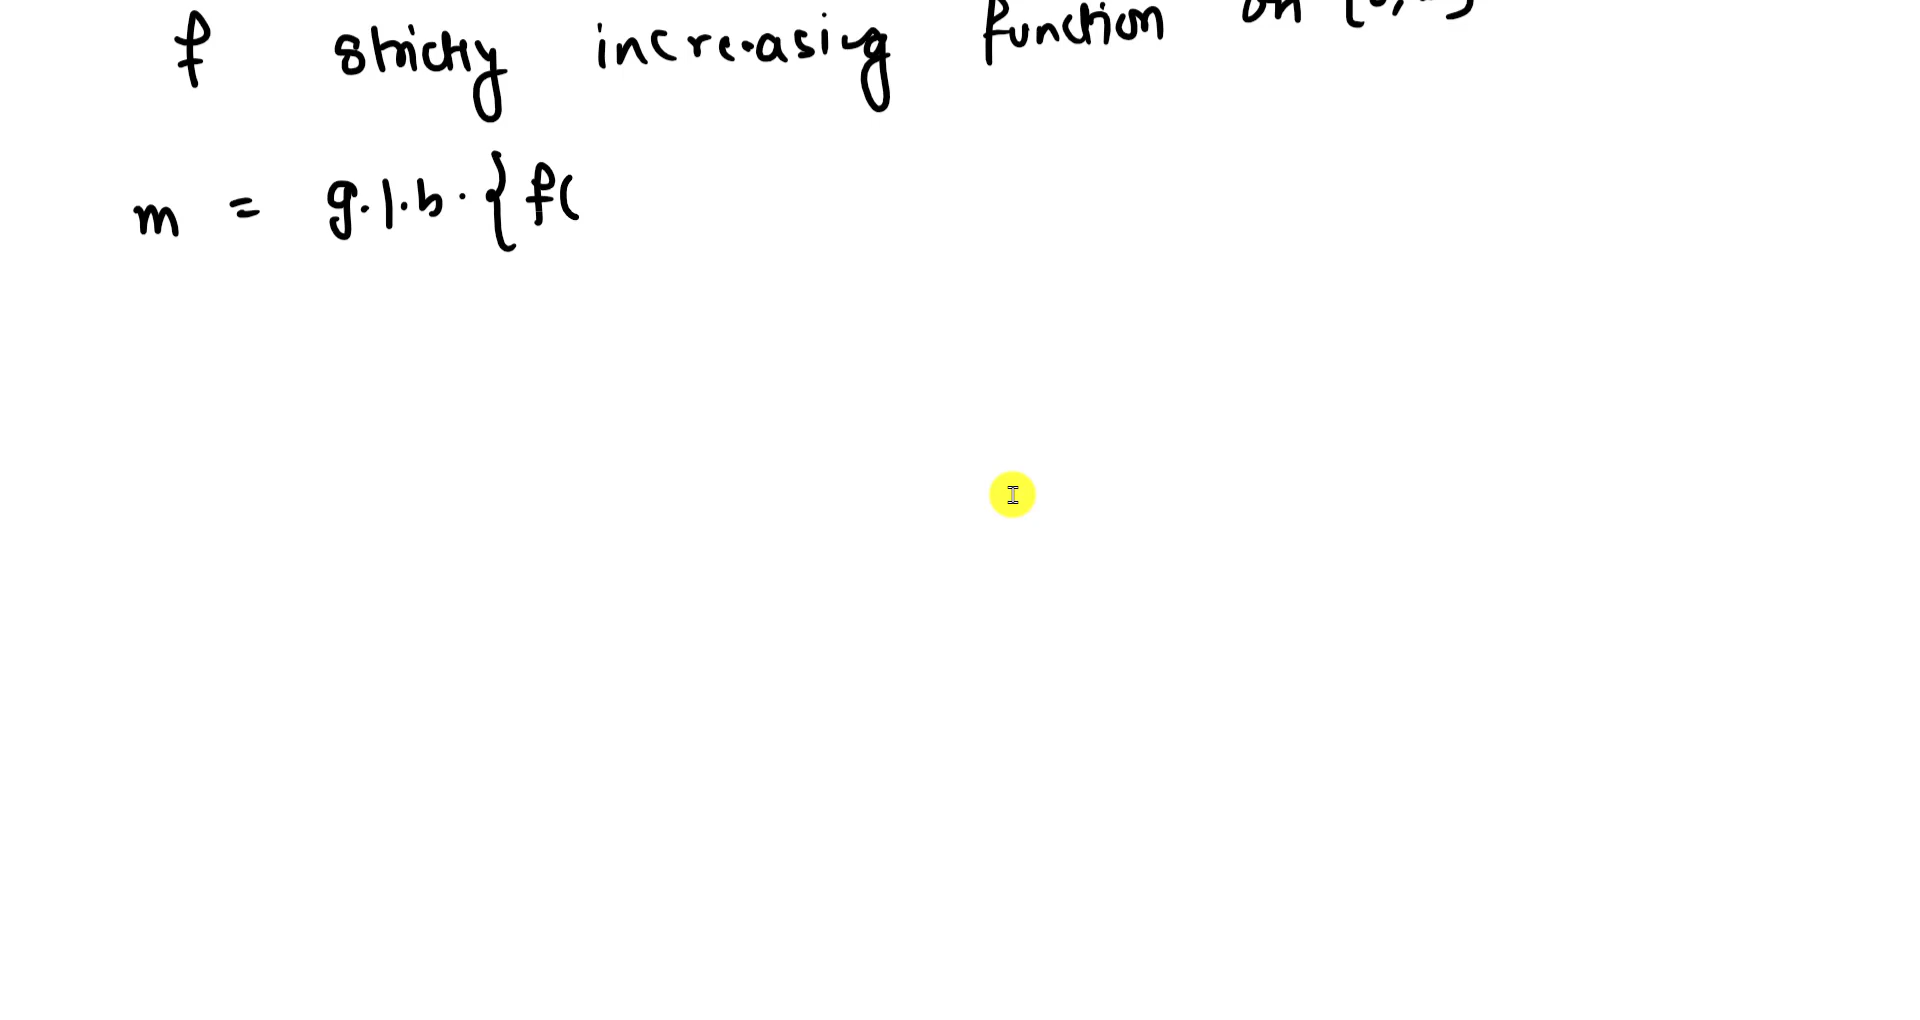 f strictly increasing function on
m = g.l.b. { f(